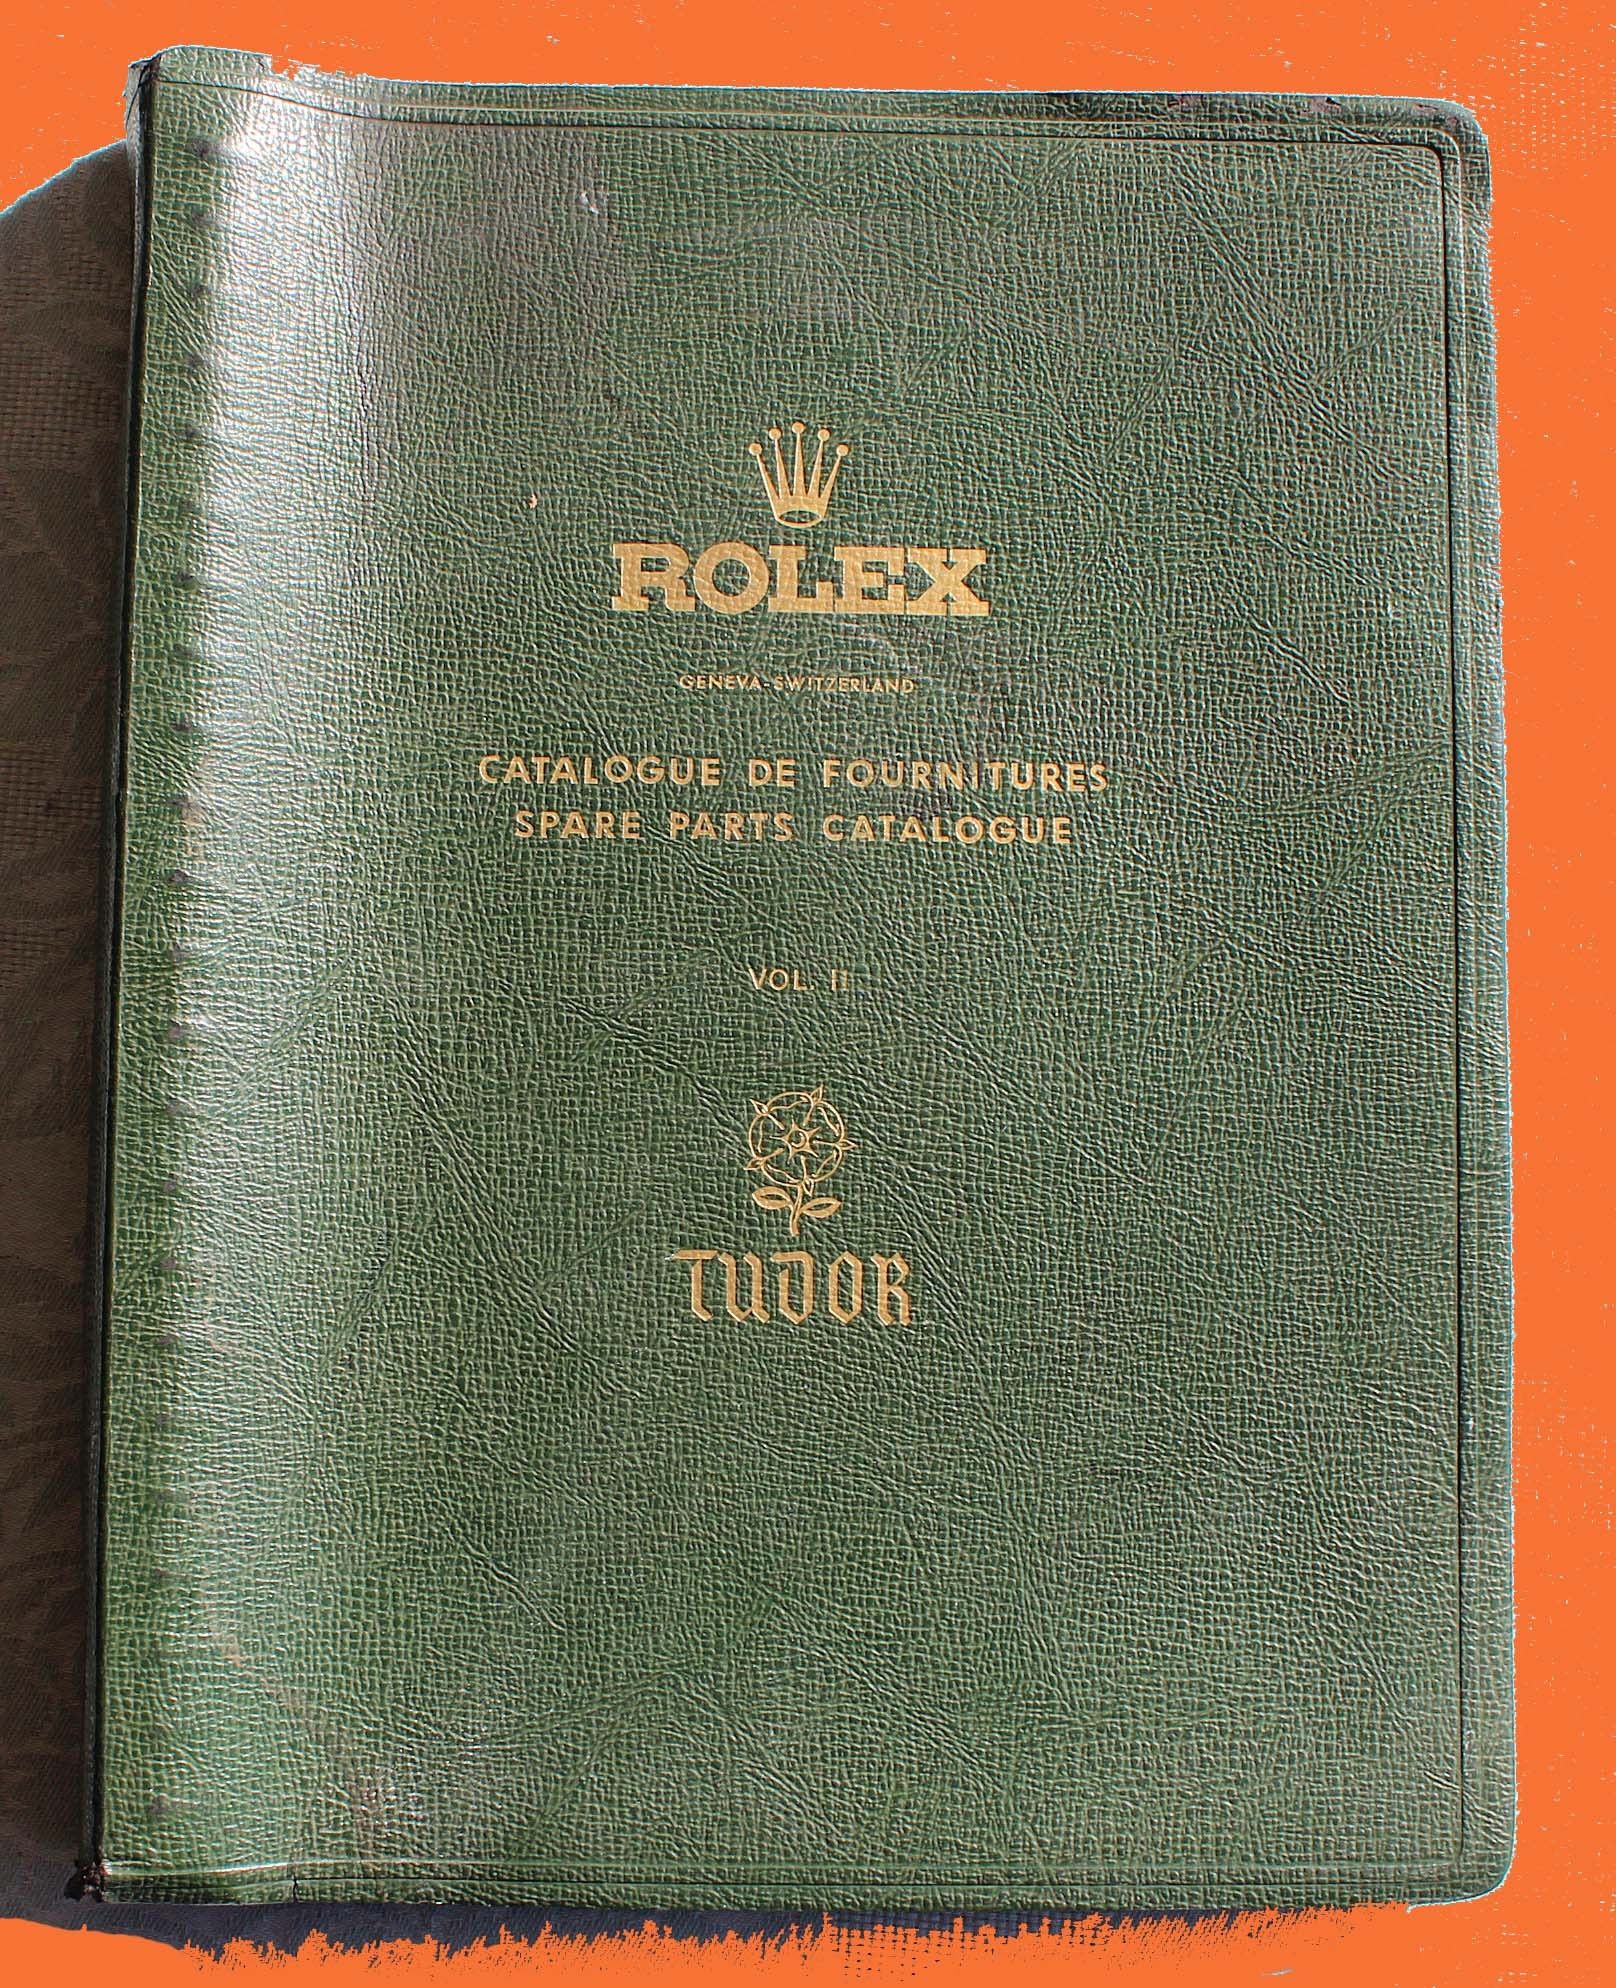 ROLEX
GENEVA-SWITZERLAND
CATALOGUE DE FOURNITURES
SPARE PARTS CATALOGUE
VOL. II
TUDOR